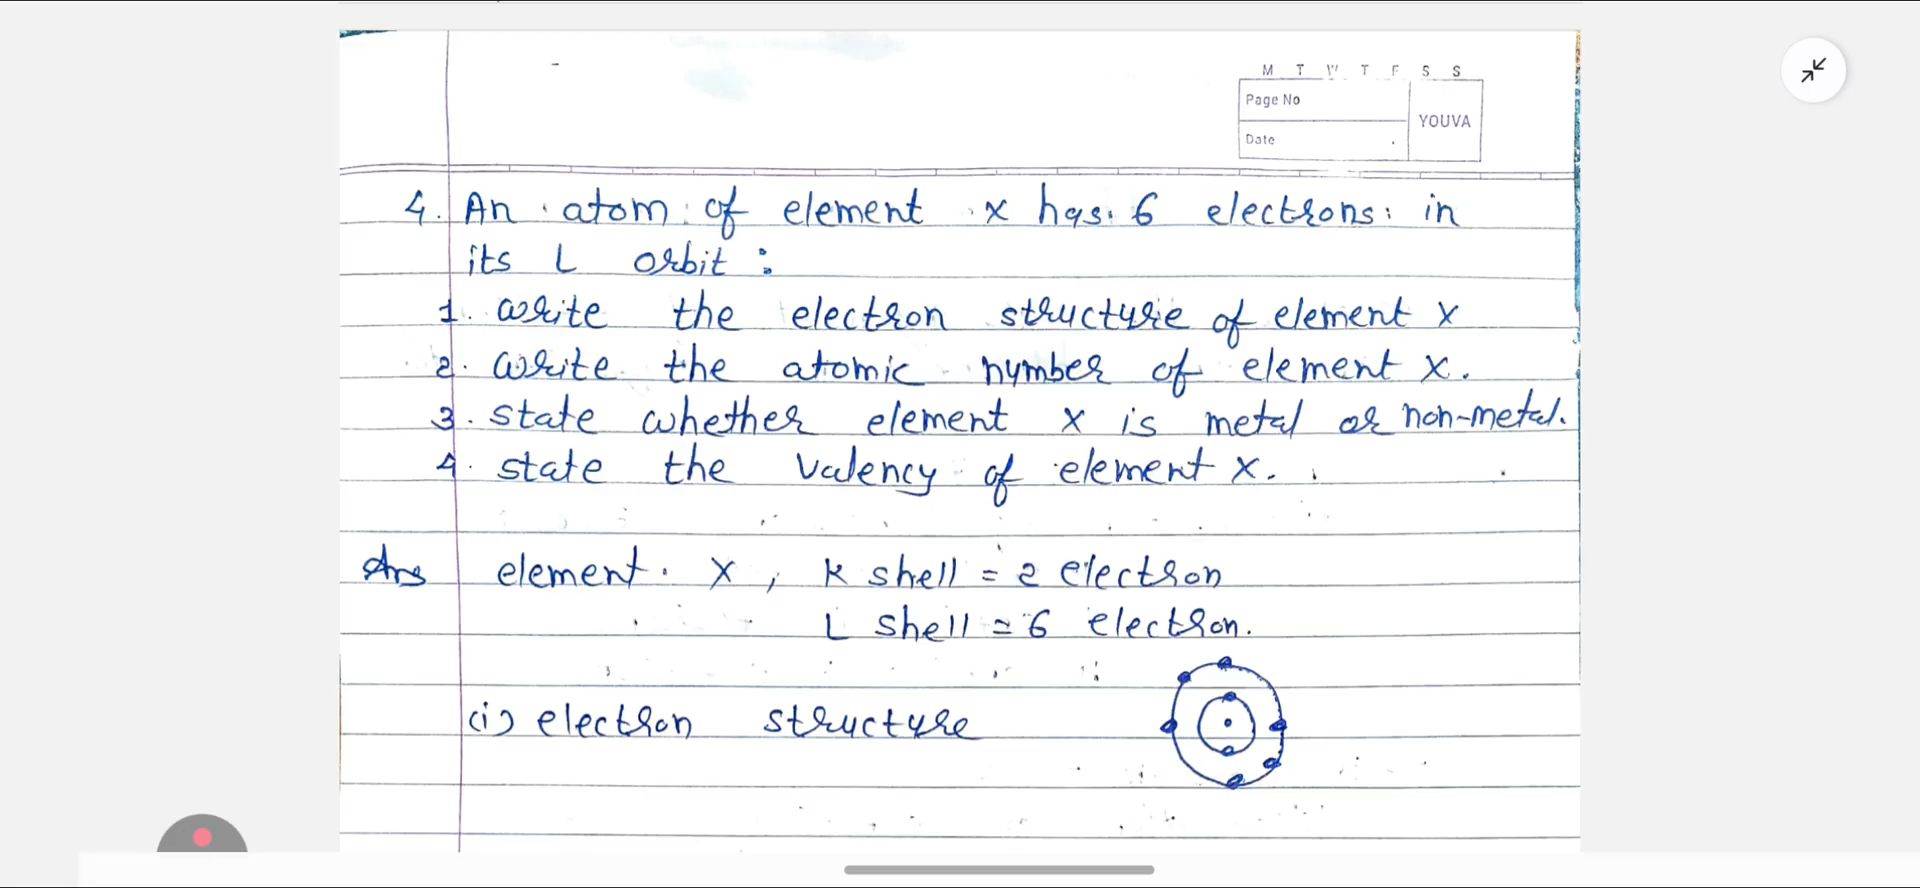 M T W T F S S
Page No
YOUVA
Date
4. An atom of element x has 6 electrons in
its L orbit :
1. write the electron structure of element X
2. write the atomic number of element X.
3. state whether element X is metal or non-metal.
4. state the valency of element X.
Ans element X, K shell = 2 electron
L shell = 6 electron.
(i) electron structure